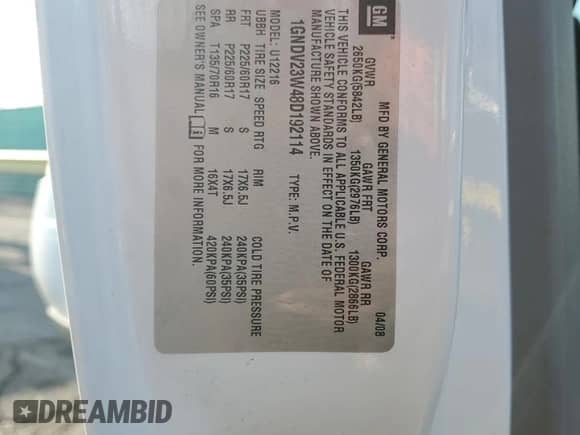 GM
MFD BY GENERAL MOTORS CORP. 04/08
GVWR GAWR FRT GAWR RR
2650KG(5842LB) 1350KG(2976LB) 1300KG(2866LB)
THIS VEHICLE CONFORMS TO ALL APPLICABLE U.S. FEDERAL MOTOR
VEHICLE SAFETY STANDARDS IN EFFECT ON THE DATE OF
MANUFACTURE SHOWN ABOVE.
1GNDV23W48D192114 TYPE: M.P.V.
MODEL: U12216
UBBH TIRE SIZE SPEED RTG RIM COLD TIRE PRESSURE
FRT P225/60R17 S 17X6.5J 240KPA(35PSI)
RR P225/60R17 S 17X6.5J 240KPA(35PSI)
SPA T135/70R16 M 16X4T 420KPA(60PSI)
SEE OWNER'S MANUAL FOR MORE INFORMATION.
DREAMBID